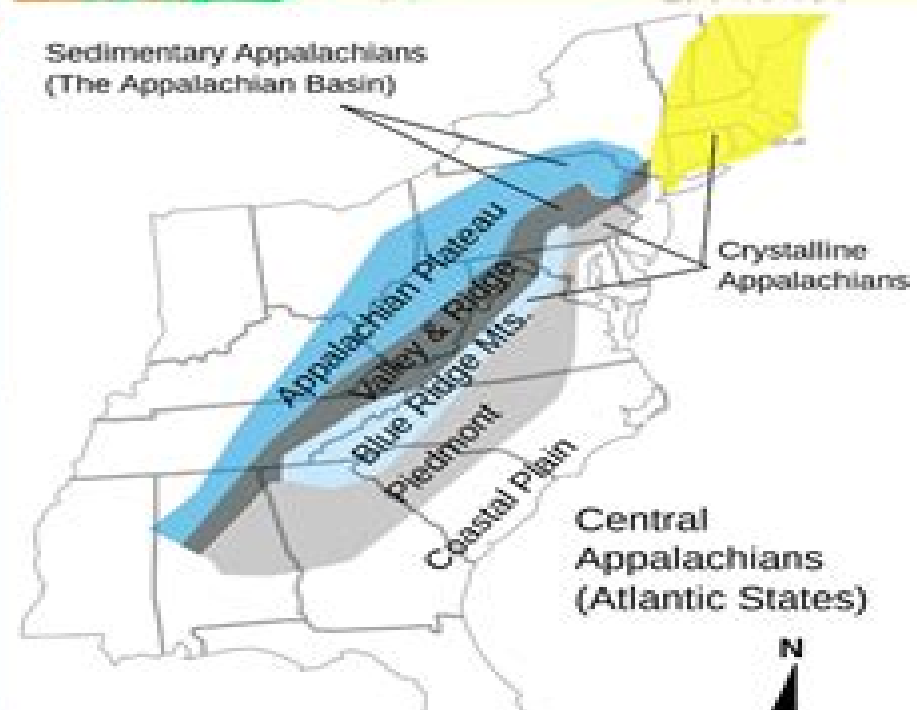 Sedimentary Appalachians
(The Appalachian Basin)
Appalachian Plateau
Valley & Ridge
Blue Ridge Mts.
Piedmont
Coastal Plain
Crystalline
Appalachians
Central
Appalachians
(Atlantic States)
N